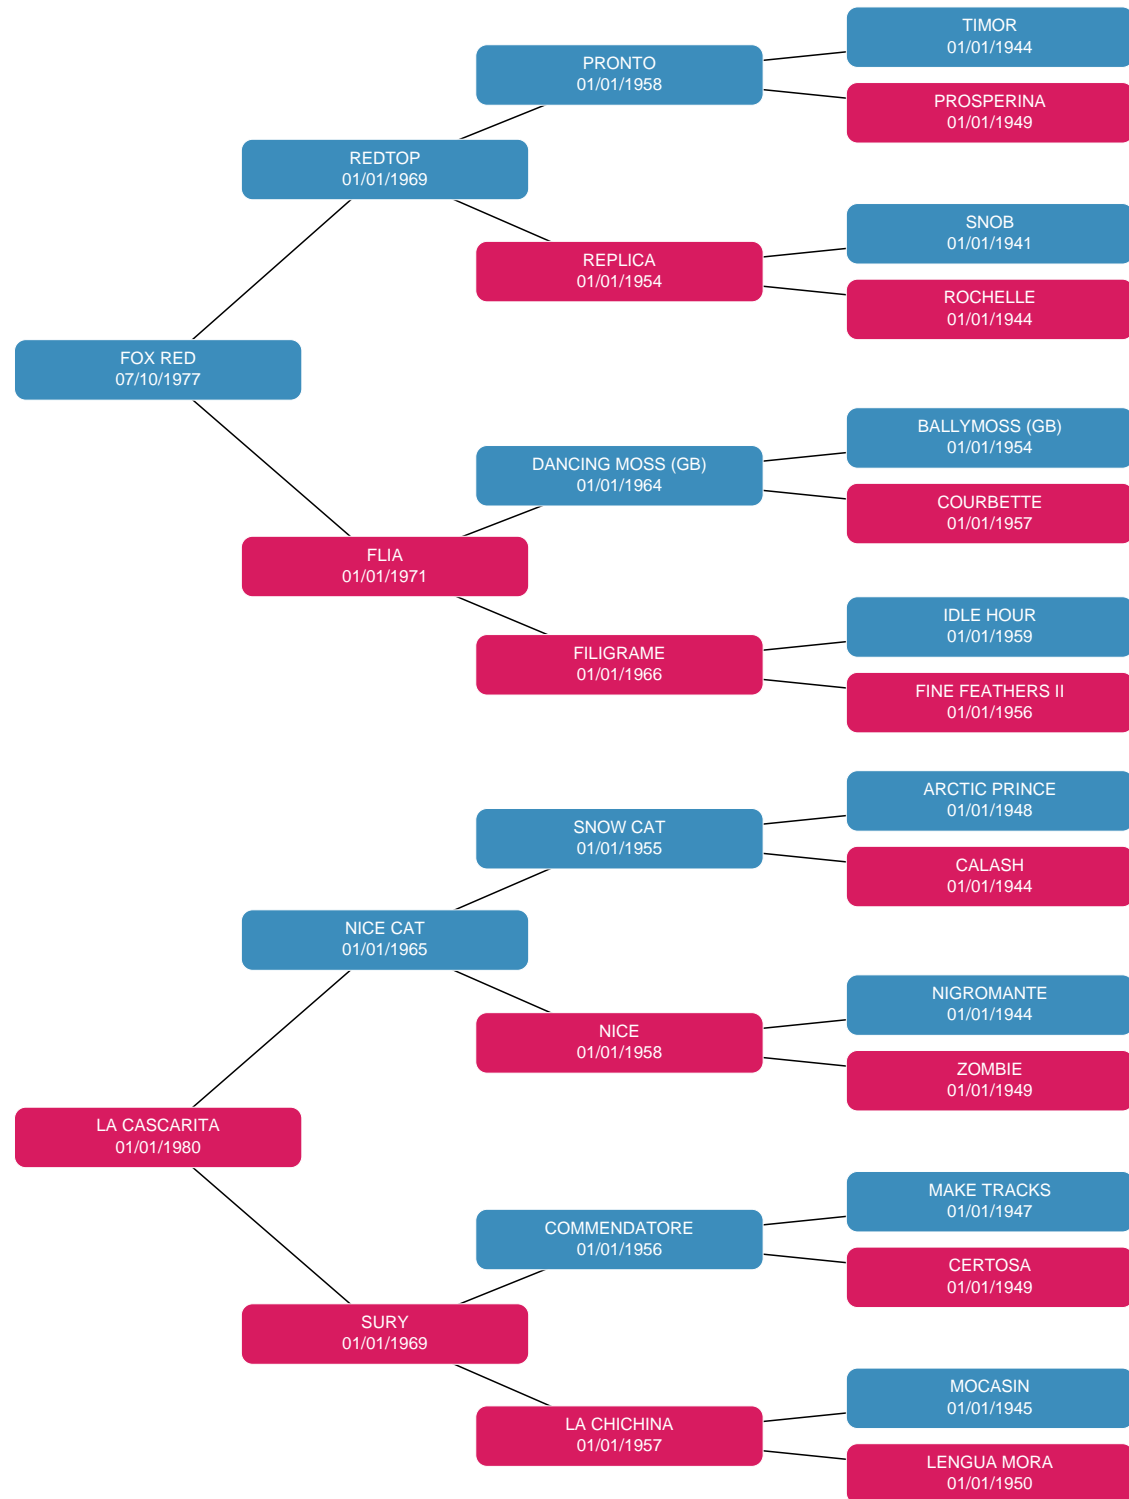 TIMOR
01/01/1944
PRONTO
01/01/1958
PROSPERINA
01/01/1949
REDTOP
01/01/1969
SNOB
01/01/1941
REPLICA
01/01/1954
ROCHELLE
01/01/1944
FOX RED
07/10/1977
BALLYMOSS (GB)
01/01/1954
DANCING MOSS (GB)
01/01/1964
COURBETTE
01/01/1957
FLIA
01/01/1971
IDLE HOUR
01/01/1959
FILIGRAME
01/01/1966
FINE FEATHERS II
01/01/1956
ARCTIC PRINCE
01/01/1948
SNOW CAT
01/01/1955
CALASH
01/01/1944
NICE CAT
01/01/1965
NIGROMANTE
01/01/1944
NICE
01/01/1958
ZOMBIE
01/01/1949
LA CASCARITA
01/01/1980
MAKE TRACKS
01/01/1947
COMMENDATORE
01/01/1956
CERTOSA
01/01/1949
SURY
01/01/1969
MOCASIN
01/01/1945
LA CHICHINA
01/01/1957
LENGUA MORA
01/01/1950